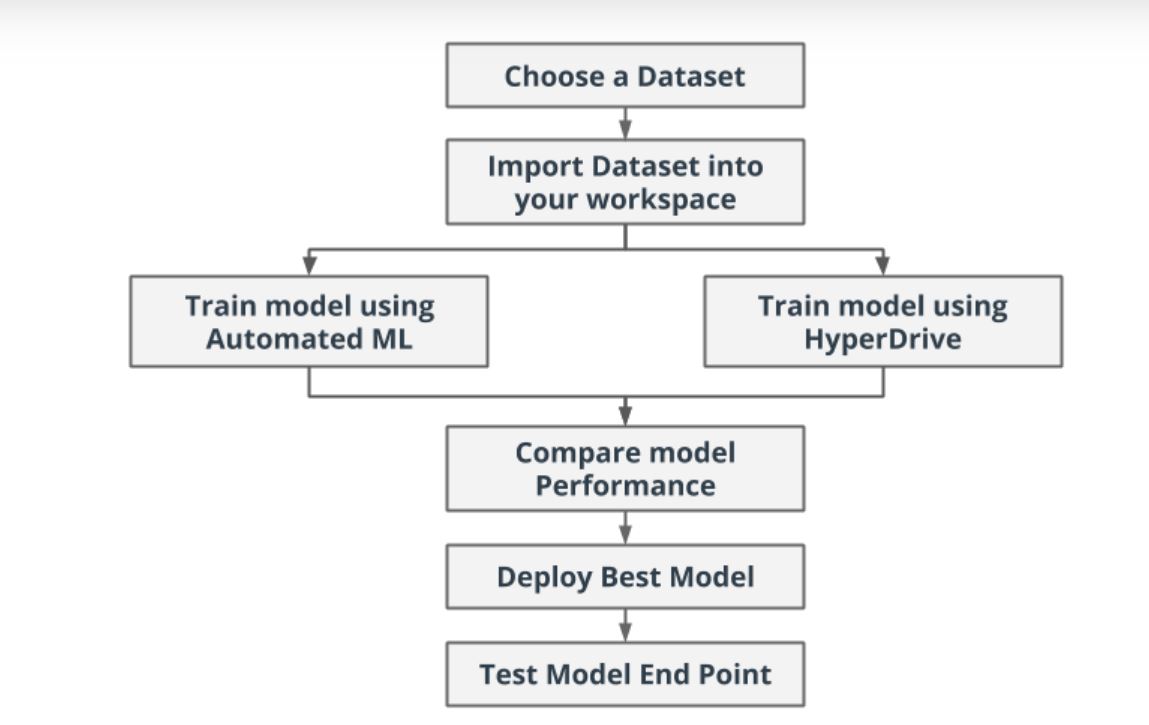 Choose a Dataset
Import Dataset into
your workspace
Train model using
Automated ML
Train model using
HyperDrive
Compare model
Performance
Deploy Best Model
Test Model End Point